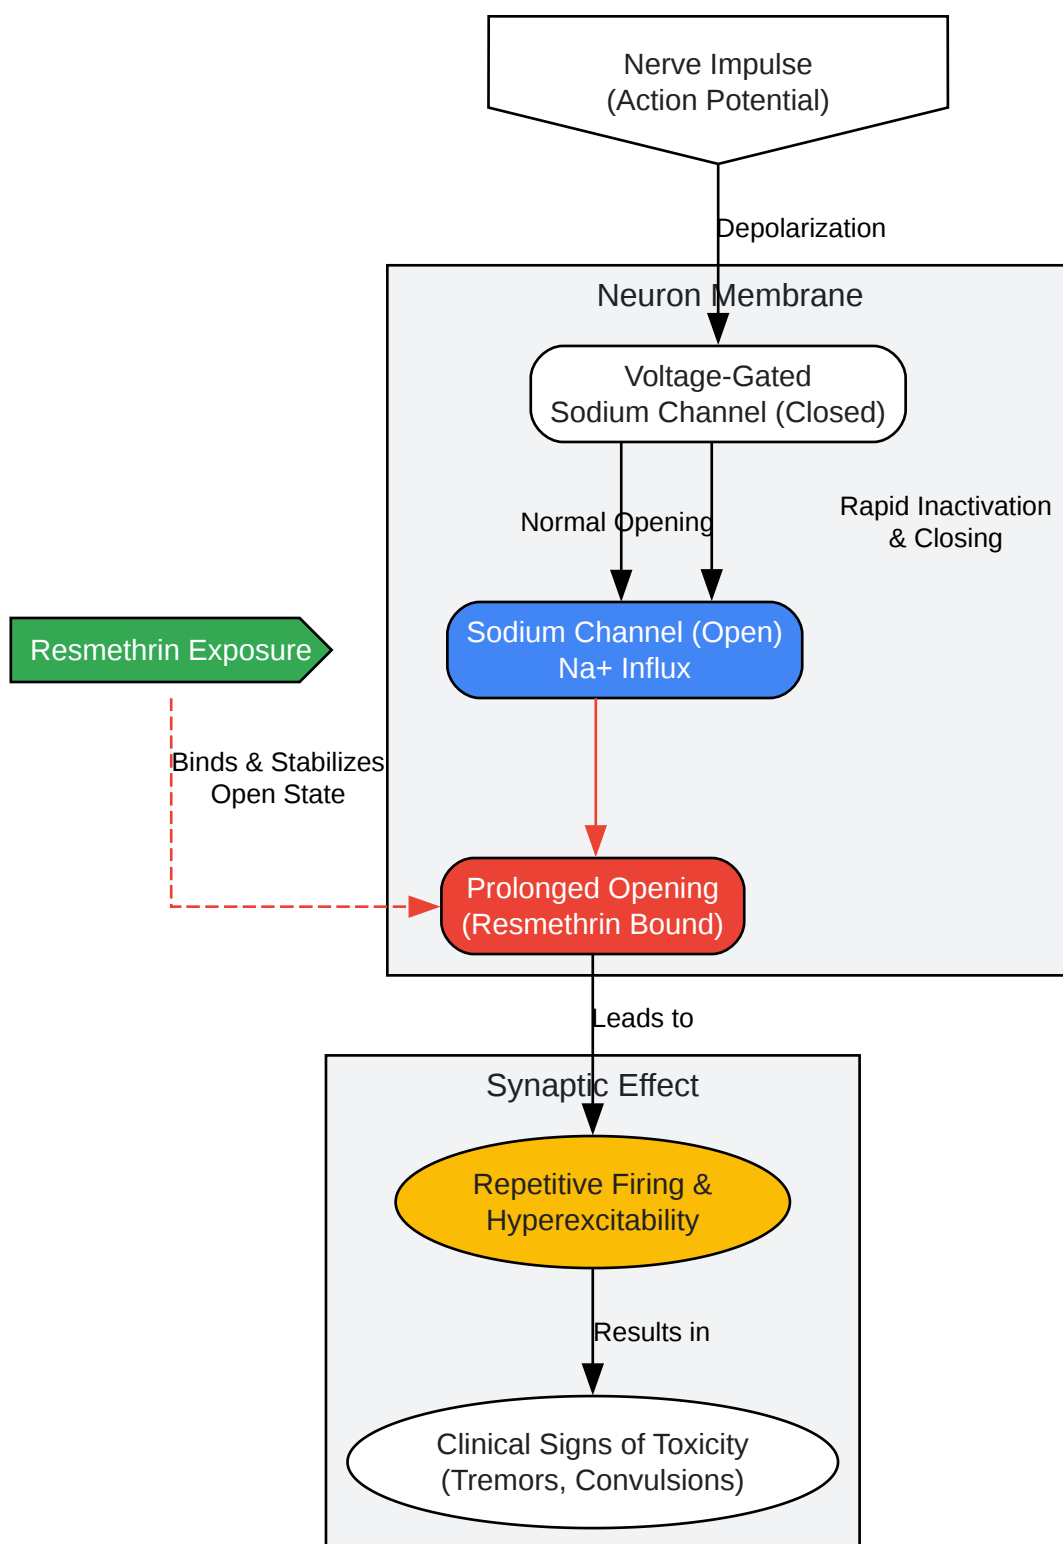 Nerve Impulse
(Action Potential)
Depolarization
Neuron Membrane
Voltage-Gated
Sodium Channel (Closed)
Normal Opening
Rapid Inactivation
& Closing
Sodium Channel (Open)
Na+ Influx
Resmethrin Exposure
Binds & Stabilizes
Open State
Prolonged Opening
(Resmethrin Bound)
Leads to
Synaptic Effect
Repetitive Firing &
Hyperexcitability
Results in
Clinical Signs of Toxicity
(Tremors, Convulsions)